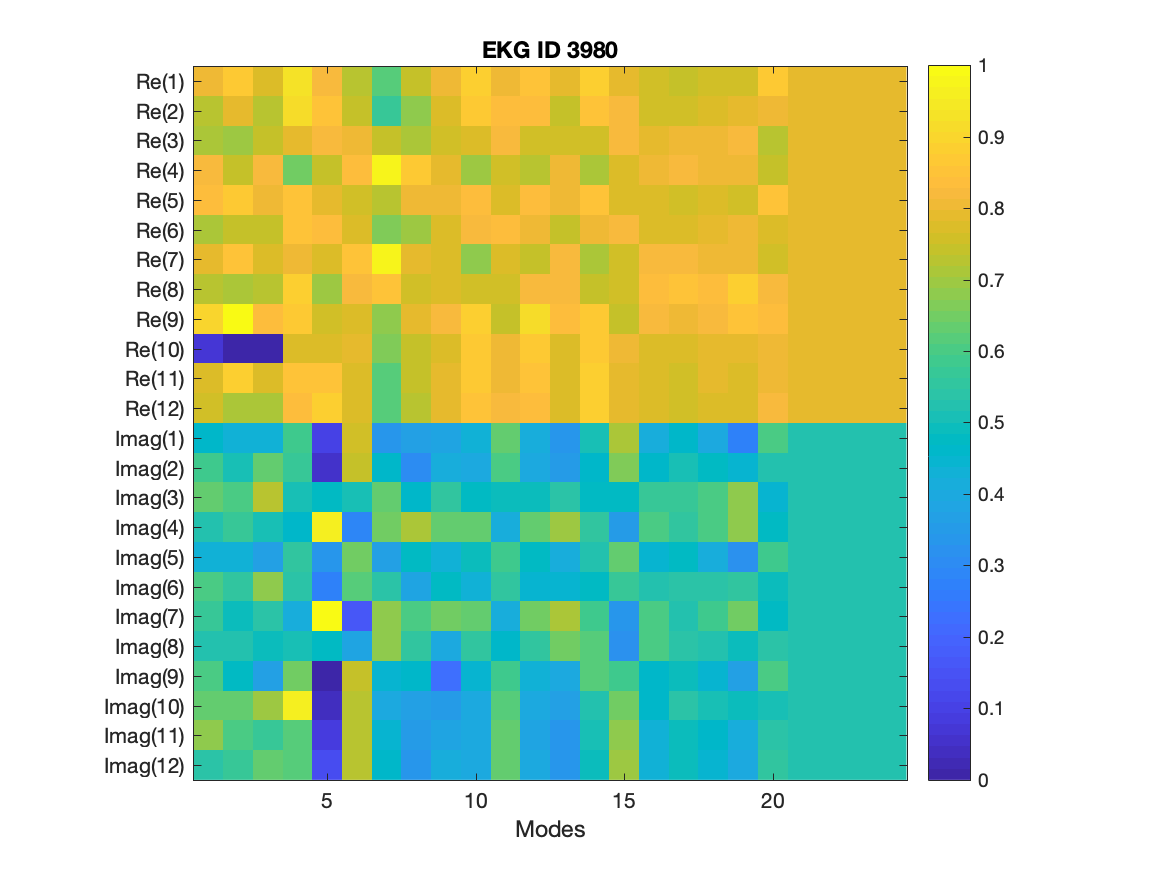 EKG ID 3980
Re(1)
Re(2)
Re(3)
Re(4)
Re(5)
Re(6)
Re(7)
Re(8)
Re(9)
Re(10)
Re(11)
Re(12)
Imag(1)
Imag(2)
Imag(3)
Imag(4)
Imag(5)
Imag(6)
Imag(7)
Imag(8)
Imag(9)
Imag(10)
Imag(11)
Imag(12)
5 10 15 20
Modes
1
0.9
0.8
0.7
0.6
0.5
0.4
0.3
0.2
0.1
0